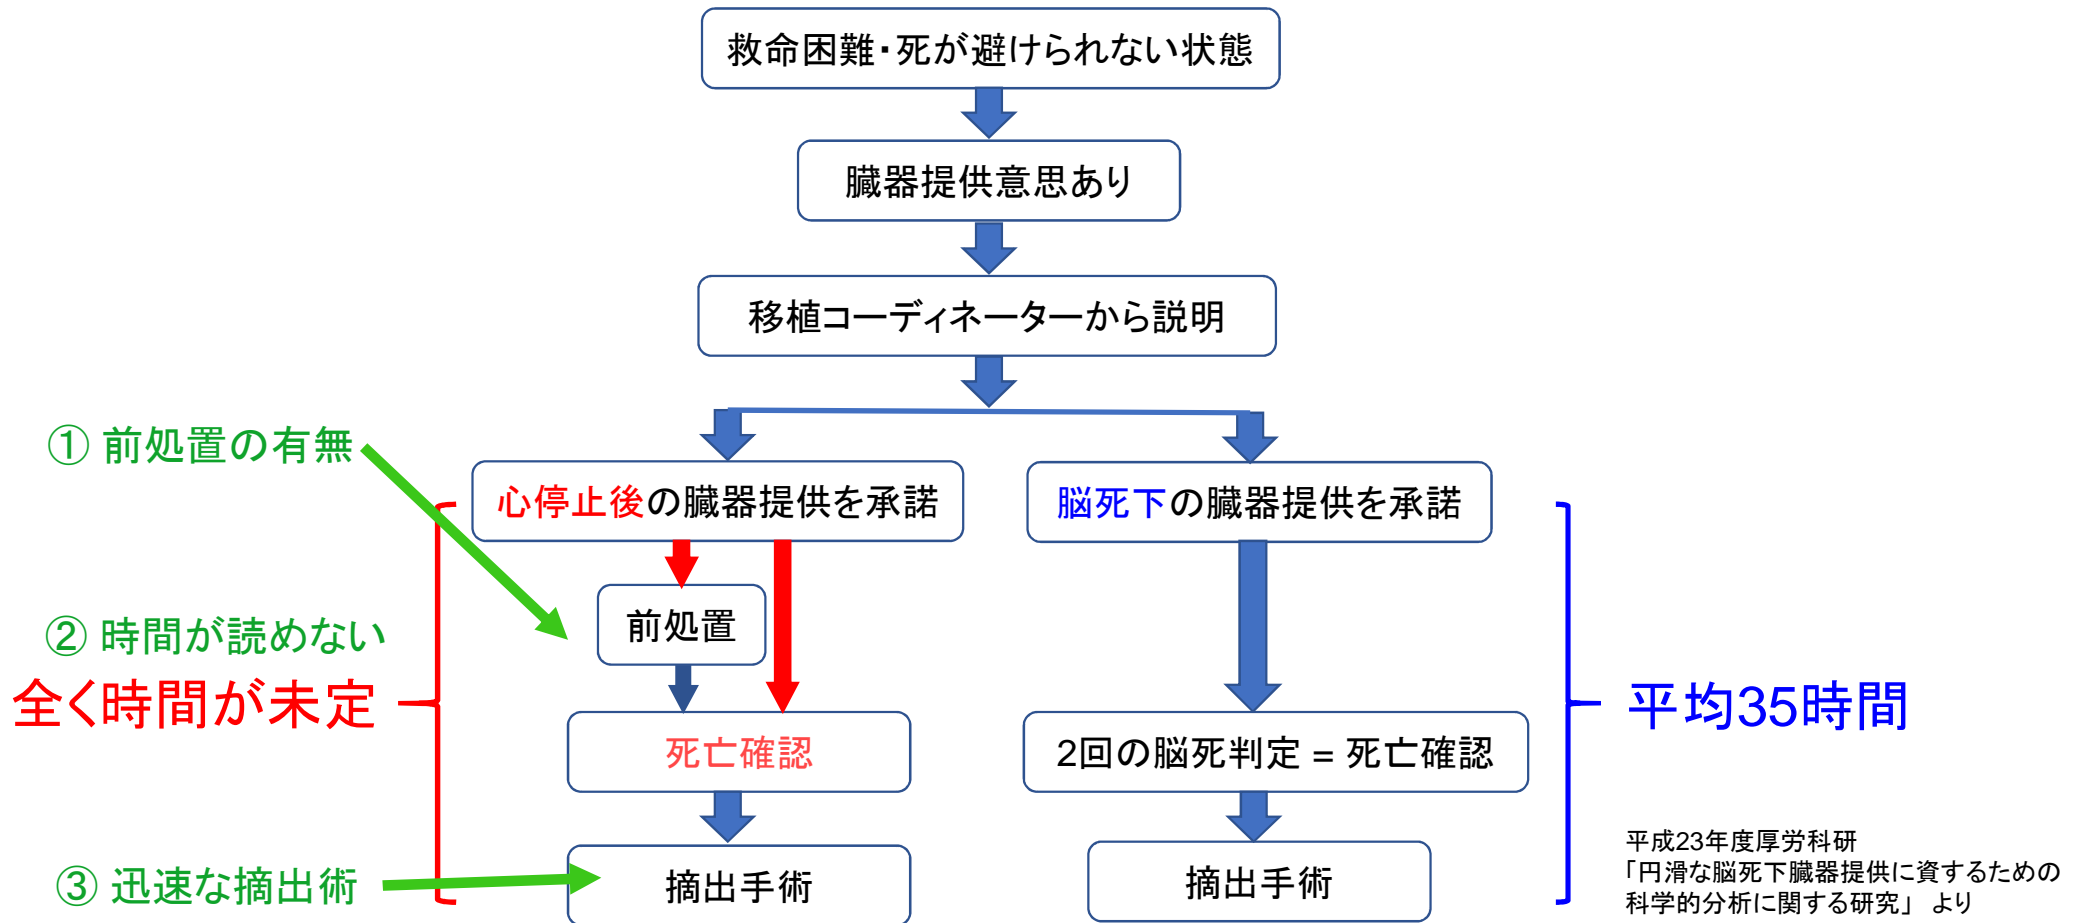 救命困難・死が避けられない状態
臓器提供意思あり
移植コーディネーターから説明
① 前処置の有無
心停止後の臓器提供を承諾
脳死下の臓器提供を承諾
② 時間が読めない
前処置
全く時間が未定
平均35時間
死亡確認
2回の脳死判定 = 死亡確認
③ 迅速な摘出術
摘出手術
摘出手術
平成23年度厚労科研
「円滑な脳死下臓器提供に資するための
科学的分析に関する研究」 より